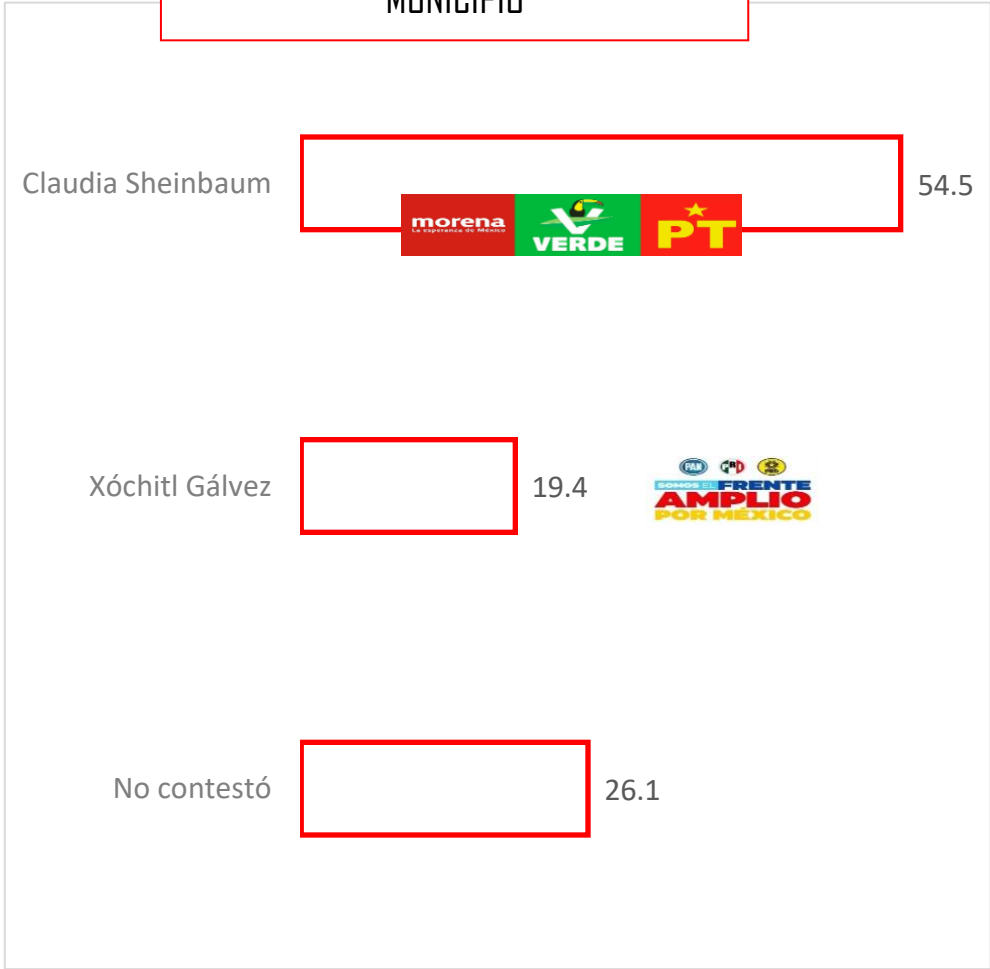 MUNICIPIO
Claudia Sheinbaum
54.5
morena
La esperanza de México
VERDE
PT
Xóchitl Gálvez
19.4
PAN PRD
SOMOS EL FRENTE
AMPLIO
POR MÉXICO
No contestó
26.1